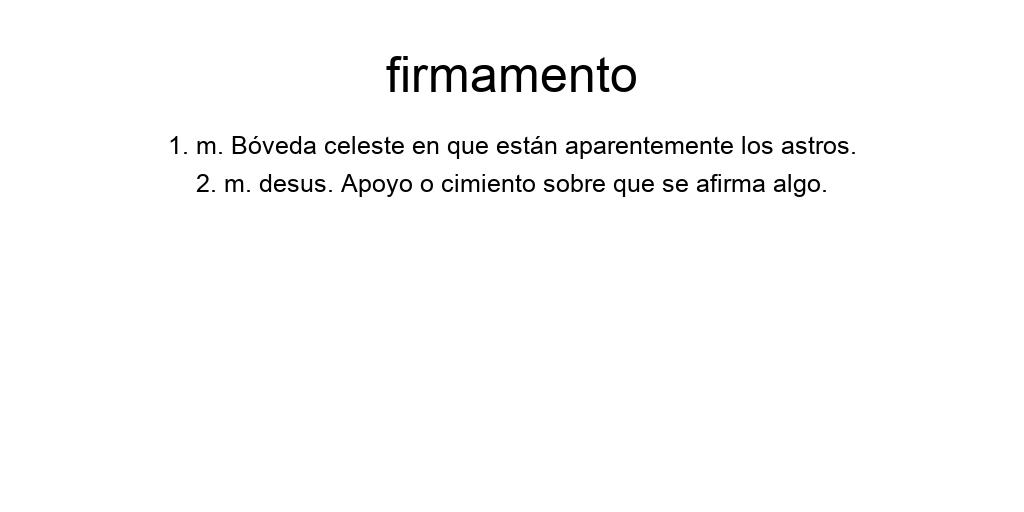 firmamento
1. m. Bóveda celeste en que están aparentemente los astros.
2. m. desus. Apoyo o cimiento sobre que se afirma algo.